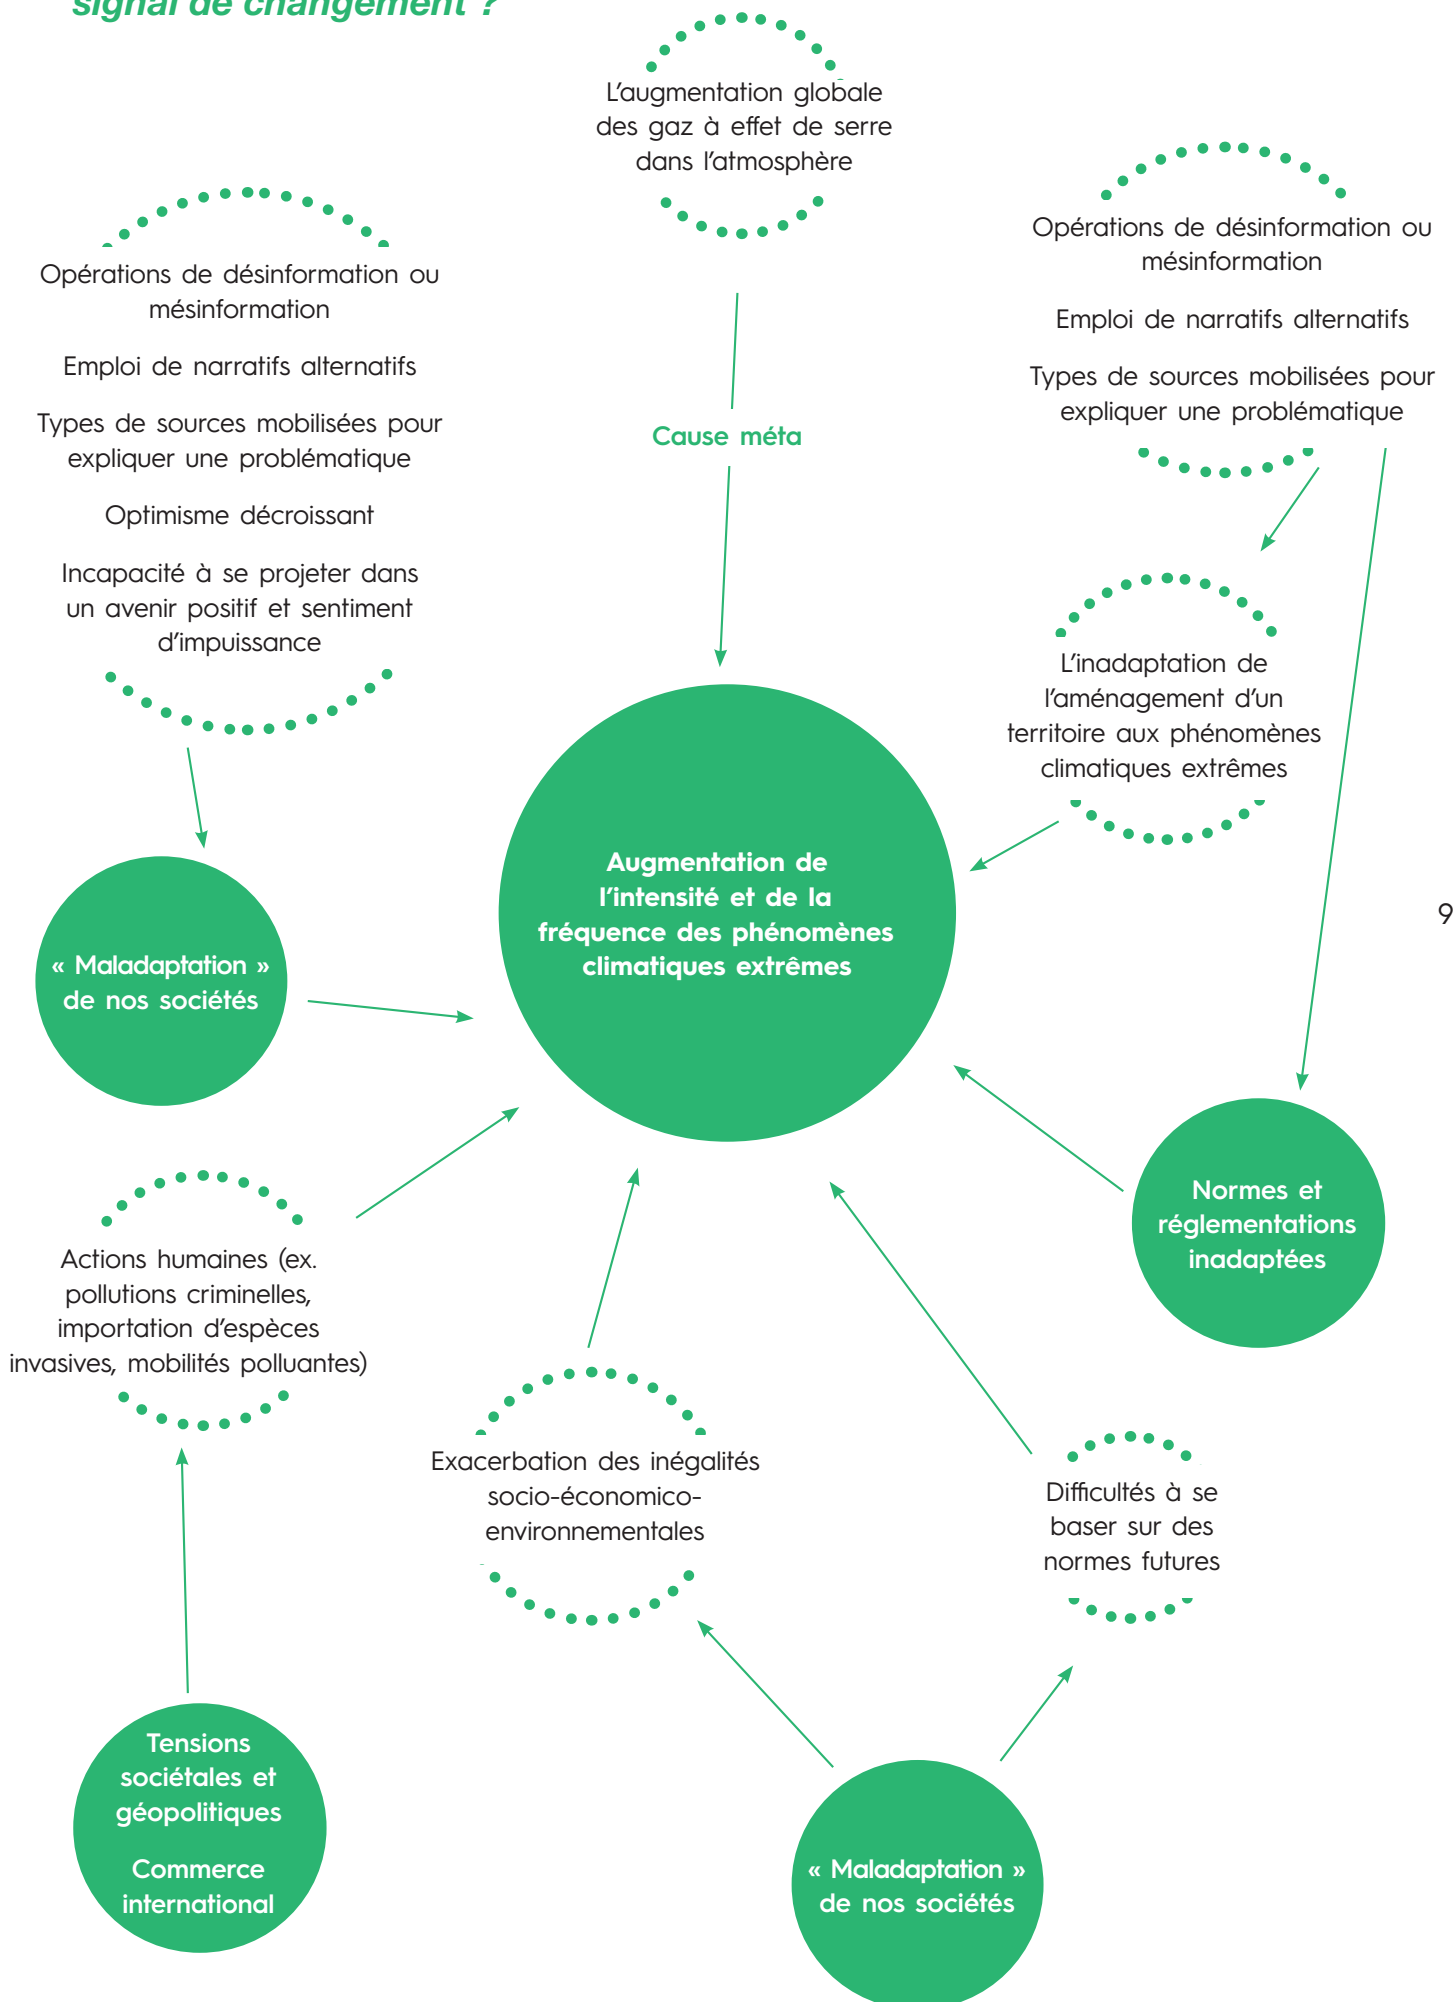 signal de changement ?
L’augmentation globale
des gaz à effet de serre
dans l’atmosphère
Opérations de désinformation ou
mésinformation
Emploi de narratifs alternatifs
Types de sources mobilisées pour
expliquer une problématique
Optimisme décroissant
Incapacité à se projeter dans
un avenir positif et sentiment
d’impuissance
Opérations de désinformation ou
mésinformation
Emploi de narratifs alternatifs
Types de sources mobilisées pour
expliquer une problématique
Cause méta
L’inadaptation de
l’aménagement d’un
territoire aux phénomènes
climatiques extrêmes
Augmentation de
l’intensité et de la
fréquence des phénomènes
climatiques extrêmes
9
« Maladaptation »
de nos sociétés
Normes et
réglementations
inadaptées
Actions humaines (ex.
pollutions criminelles,
importation d’espèces
invasives, mobilités polluantes)
Exacerbation des inégalités
socio-économico-
environnementales
Difficultés à se
baser sur des
normes futures
Tensions
sociétales et
géopolitiques
Commerce
international
« Maladaptation »
de nos sociétés